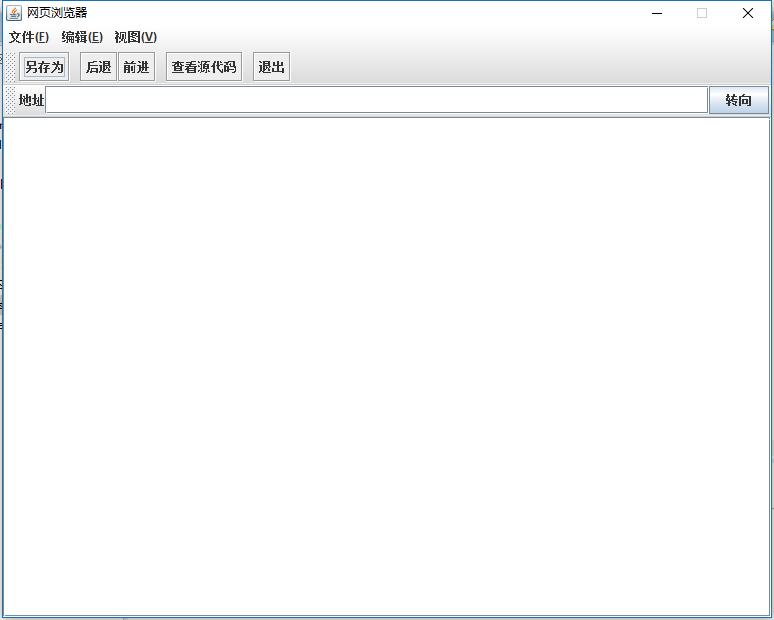 网页浏览器
文件(F) 编辑(E) 视图(V)
另存为 后退 前进 查看源代码 退出
地址 转向